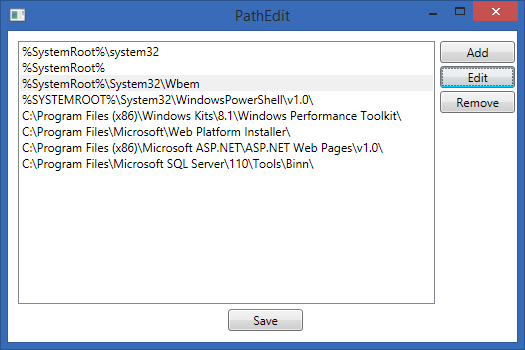 PathEdit
%SystemRoot%\system32
%SystemRoot%
%SystemRoot%\System32\Wbem
%SYSTEMROOT%\System32\WindowsPowerShell\v1.0\
C:\Program Files (x86)\Windows Kits\8.1\Windows Performance Toolkit\
C:\Program Files\Microsoft\Web Platform Installer\
C:\Program Files (x86)\Microsoft ASP.NET\ASP.NET Web Pages\v1.0\
C:\Program Files\Microsoft SQL Server\110\Tools\Binn\
Add
Edit
Remove
Save